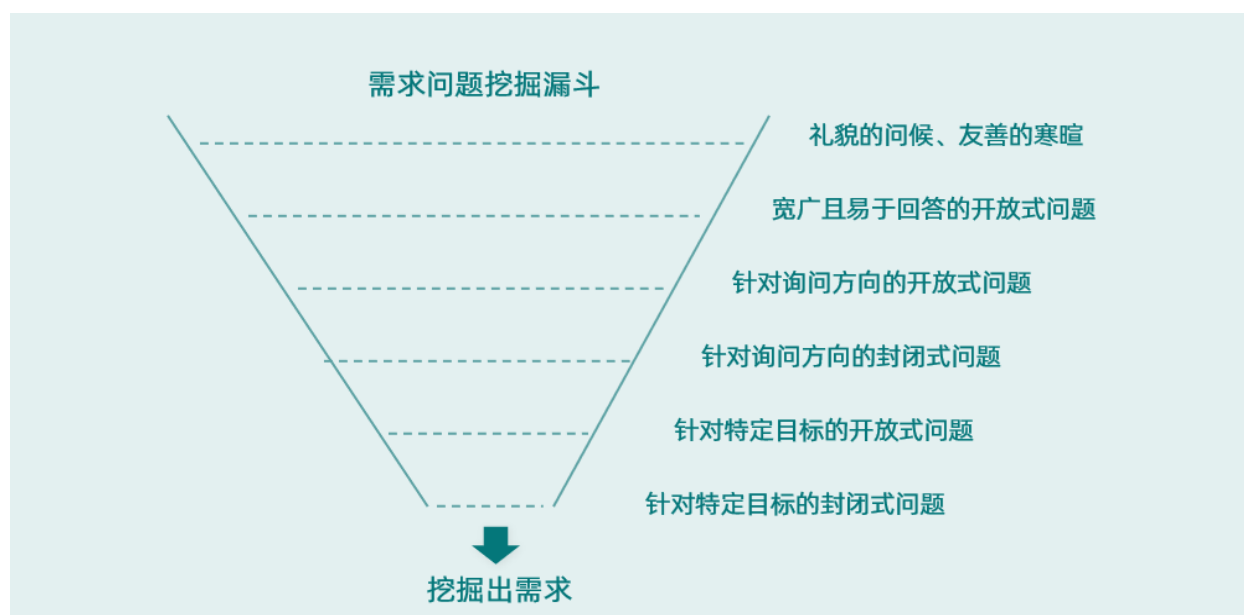 需求问题挖掘漏斗
礼貌的问候、友善的寒暄
宽广且易于回答的开放式问题
针对询问方向的开放式问题
针对询问方向的封闭式问题
针对特定目标的开放式问题
针对特定目标的封闭式问题
挖掘出需求